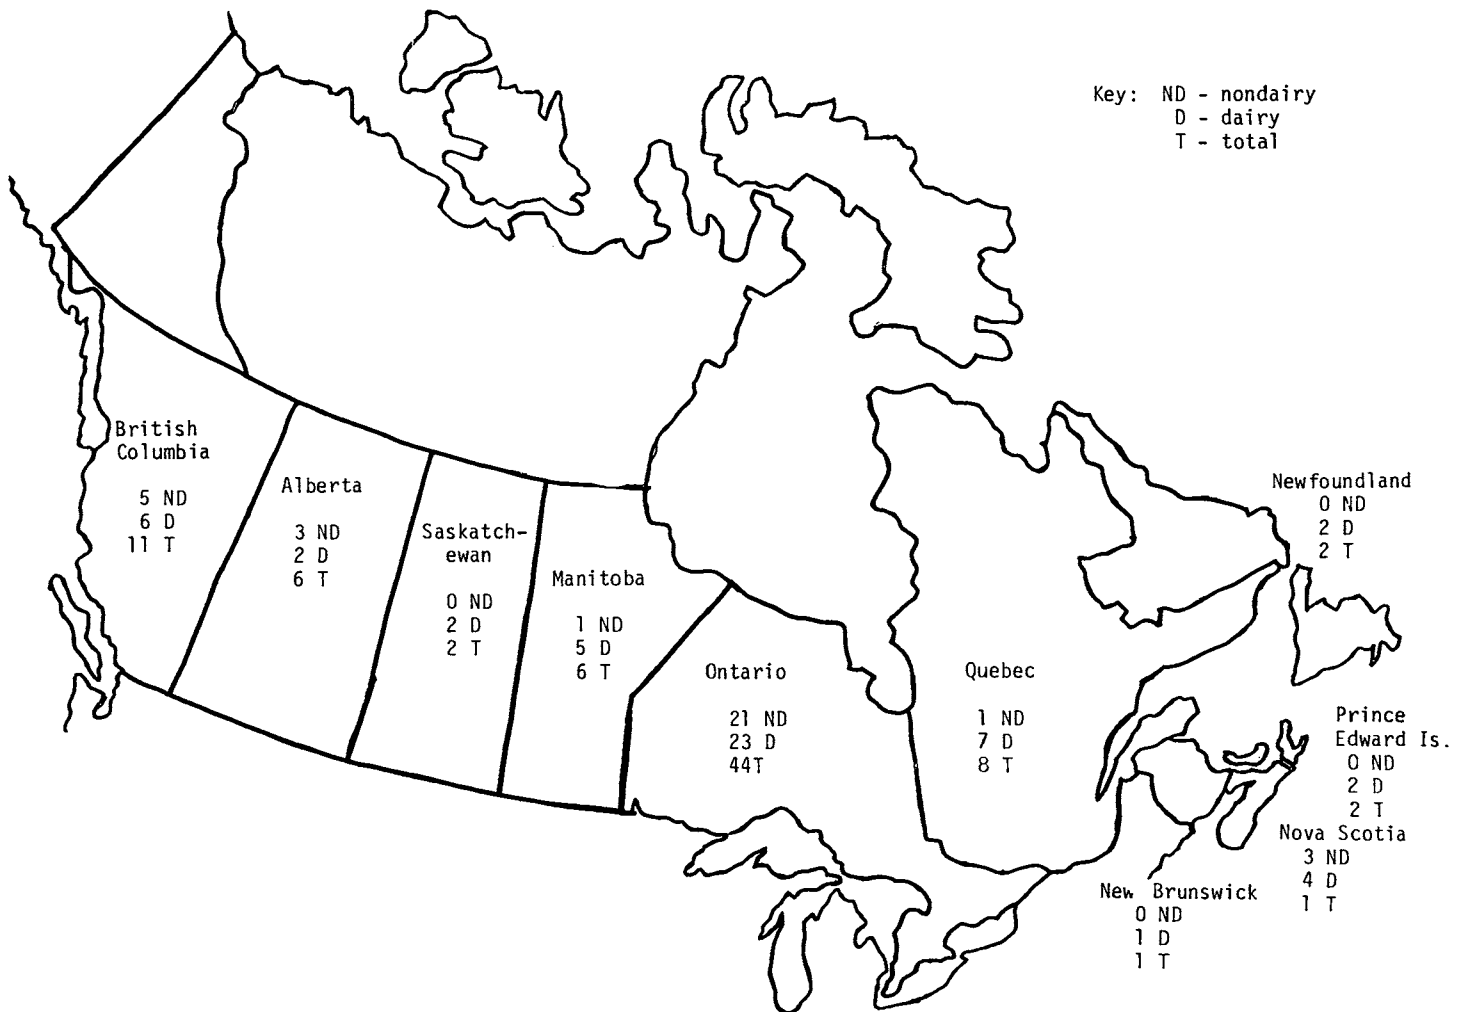 Key: ND - nondairy
D - dairy
T - total
British
Columbia
5 ND
6 D
11 T
Alberta
3 ND
2 D
6 T
Saskatch-
ewan
0 ND
2 D
2 T
Manitoba
1 ND
5 D
6 T
Ontario
21 ND
23 D
44T
Quebec
1 ND
7 D
8 T
Newfoundland
0 ND
2 D
2 T
Prince
Edward Is.
0 ND
2 D
2 T
Nova Scotia
3 ND
4 D
1 T
New Brunswick
0 ND
1 D
1 T